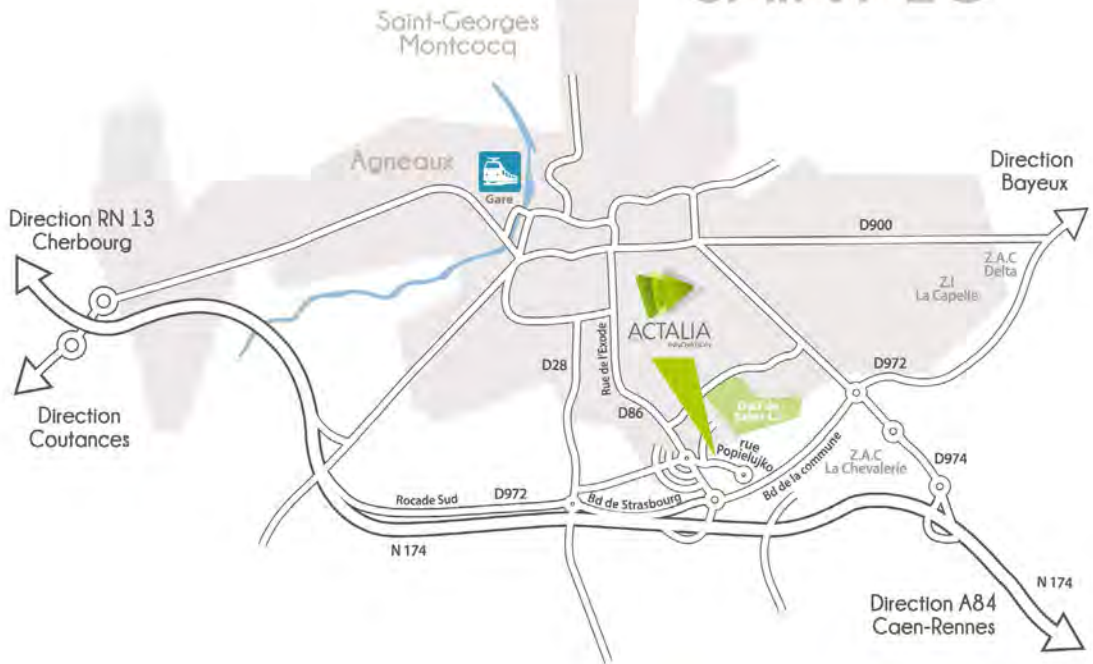 Saint-Georges
Montcocq
Agneaux
Gare
Direction
Bayeux
Direction RN 13
Cherbourg
D900
Z.A.C
Delta
Z.I
La Capelle
ACTALIA
INNOVATION
Rue de l'Exode
D28
D972
Direction
Coutances
D86
rue
Popielujko
Bd de la commune
Z.A.C
La Chevalerie
D974
Rocade Sud
D972
Bd de Strasbourg
N 174
N 174
Direction A84
Caen-Rennes